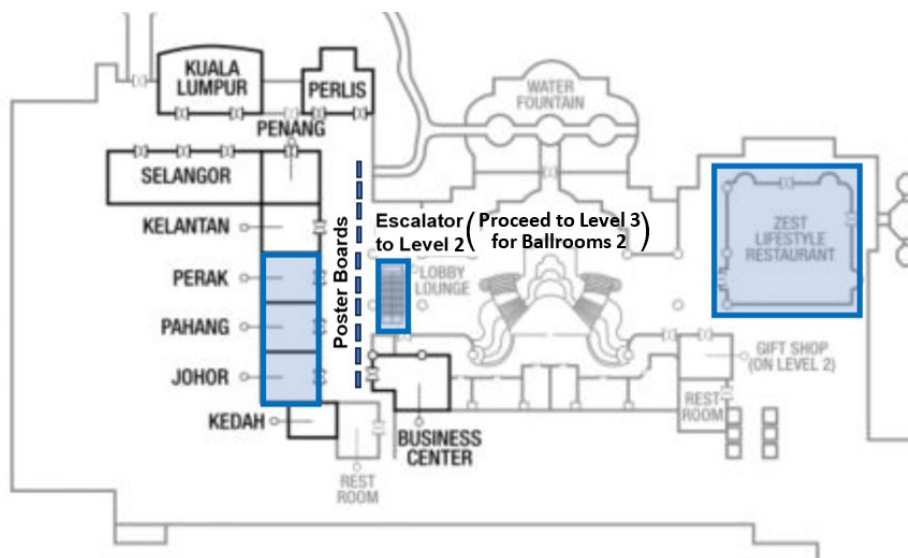 KUALA
LUMPUR
PERLIS
PENANG
WATER
FOUNTAIN
SELANGOR
KELANTAN
Escalator
to Level 2
(Proceed to Level 3
for Ballrooms 2)
ZEST
LIFESTYLE
RESTAURANT
PERAK
LOBBY
LOUNGE
Poster Boards
PAHANG
JOHOR
GIFT SHOP
(ON LEVEL 2)
KEDAH
BUSINESS
CENTER
REST
ROOM
REST
ROOM